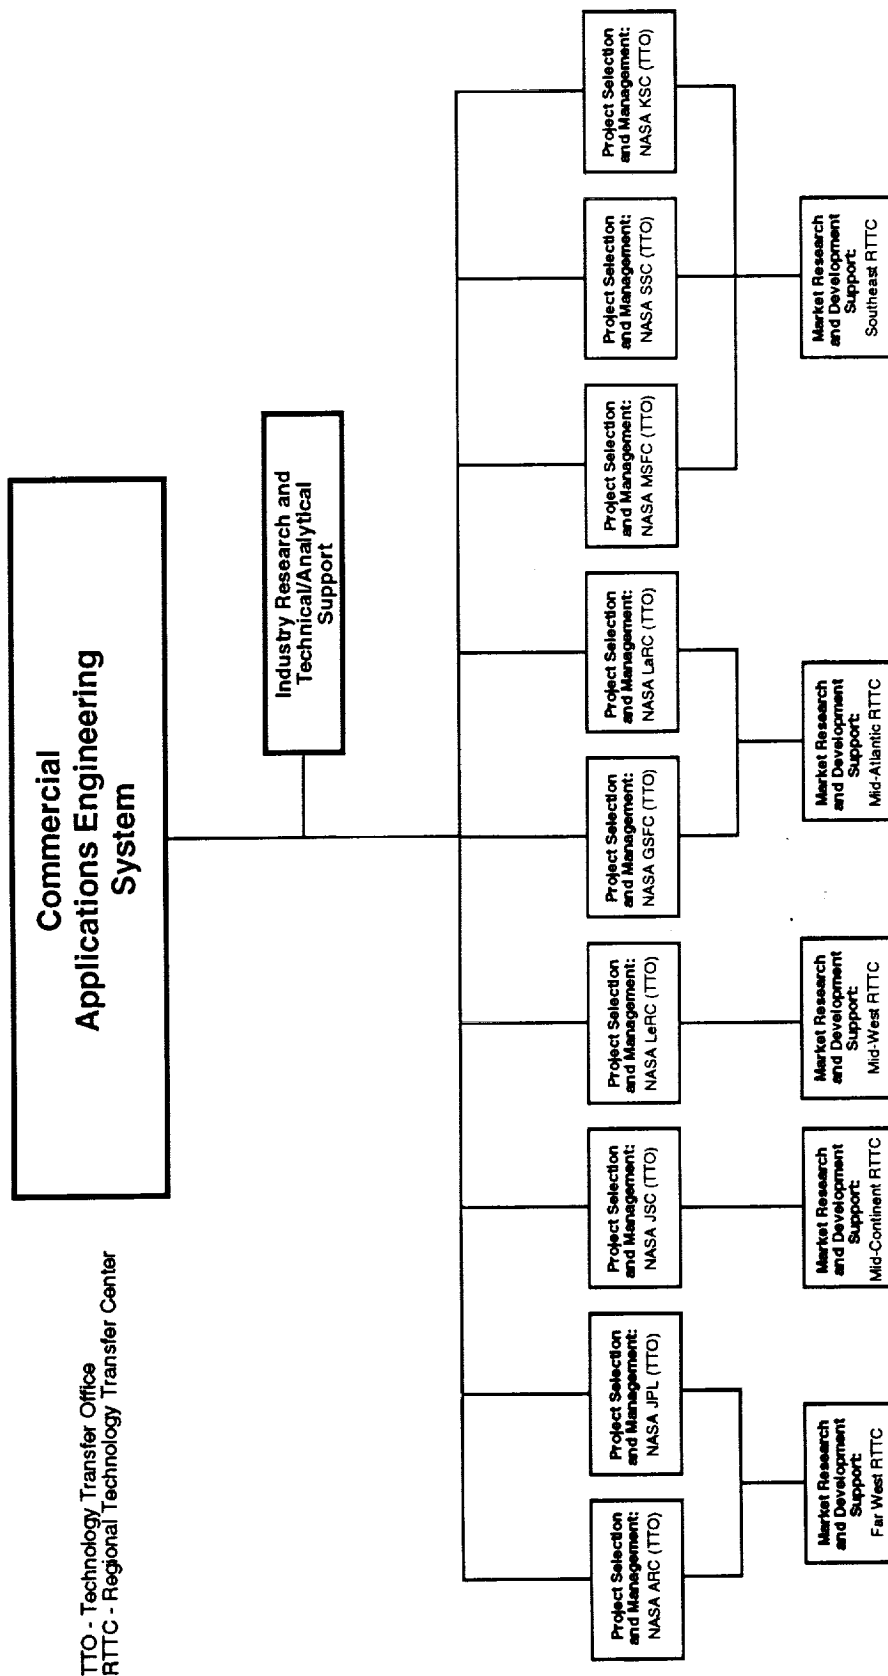 Commercial
Applications Engineering
System
TTO - Technology Transfer Office
RTTC - Regional Technology Transfer Center
Industry Research and
Technical/Analytical
Support
Project Selection
and Management:
NASA ARC (TTO)
Project Selection
and Management:
NASA JPL (TTO)
Project Selection
and Management:
NASA JSC (TTO)
Project Selection
and Management:
NASA LeRC (TTO)
Project Selection
and Management:
NASA GSFC (TTO)
Project Selection
and Management:
NASA LaRC (TTO)
Project Selection
and Management:
NASA MSFC (TTO)
Project Selection
and Management:
NASA SSC (TTO)
Project Selection
and Management:
NASA KSC (TTO)
Market Research
and Development
Support:
Far West RTTC
Market Research
and Development
Support:
Mid-Continent RTTC
Market Research
and Development
Support:
Mid-West RTTC
Market Research
and Development
Support:
Mid-Atlantic RTTC
Market Research
and Development
Support:
Southeast RTTC